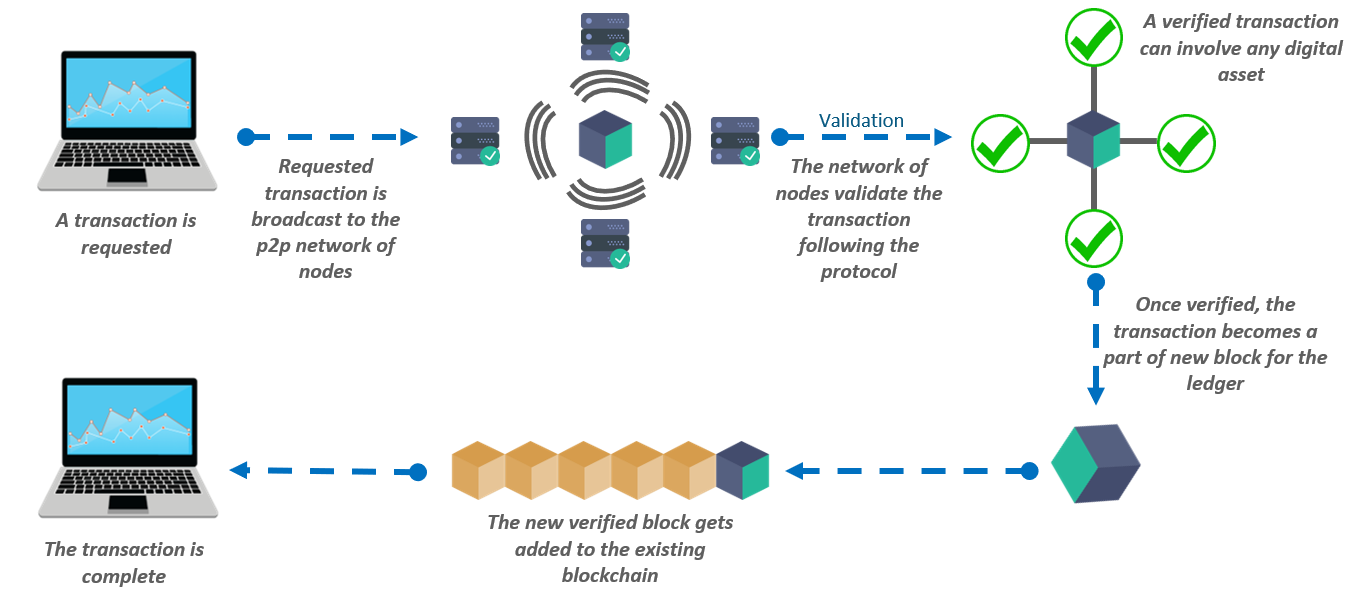 A transaction is
requested
Requested
transaction is
broadcast to the
p2p network of
nodes
Validation
The network of
nodes validate the
transaction
following the
protocol
A verified transaction
can involve any digital
asset
Once verified, the
transaction becomes a
part of new block for the
ledger
The new verified block gets
added to the existing
blockchain
The transaction is
complete